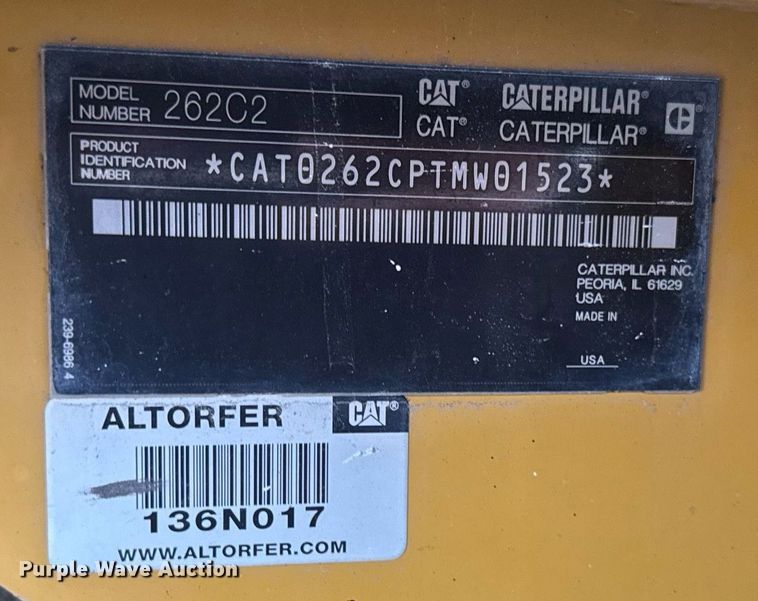 MODEL
NUMBER 262C2
CAT® CATERPILLAR®
CAT® CATERPILLAR®
PRODUCT
IDENTIFICATION
NUMBER
*CAT0262CPTMW01523*
CATERPILLAR INC.
PEORIA, IL 61629
USA
MADE IN
USA
239-6986 4
ALTORFER CAT®
136N017
WWW.ALTORFER.COM
Purple Wave Auction